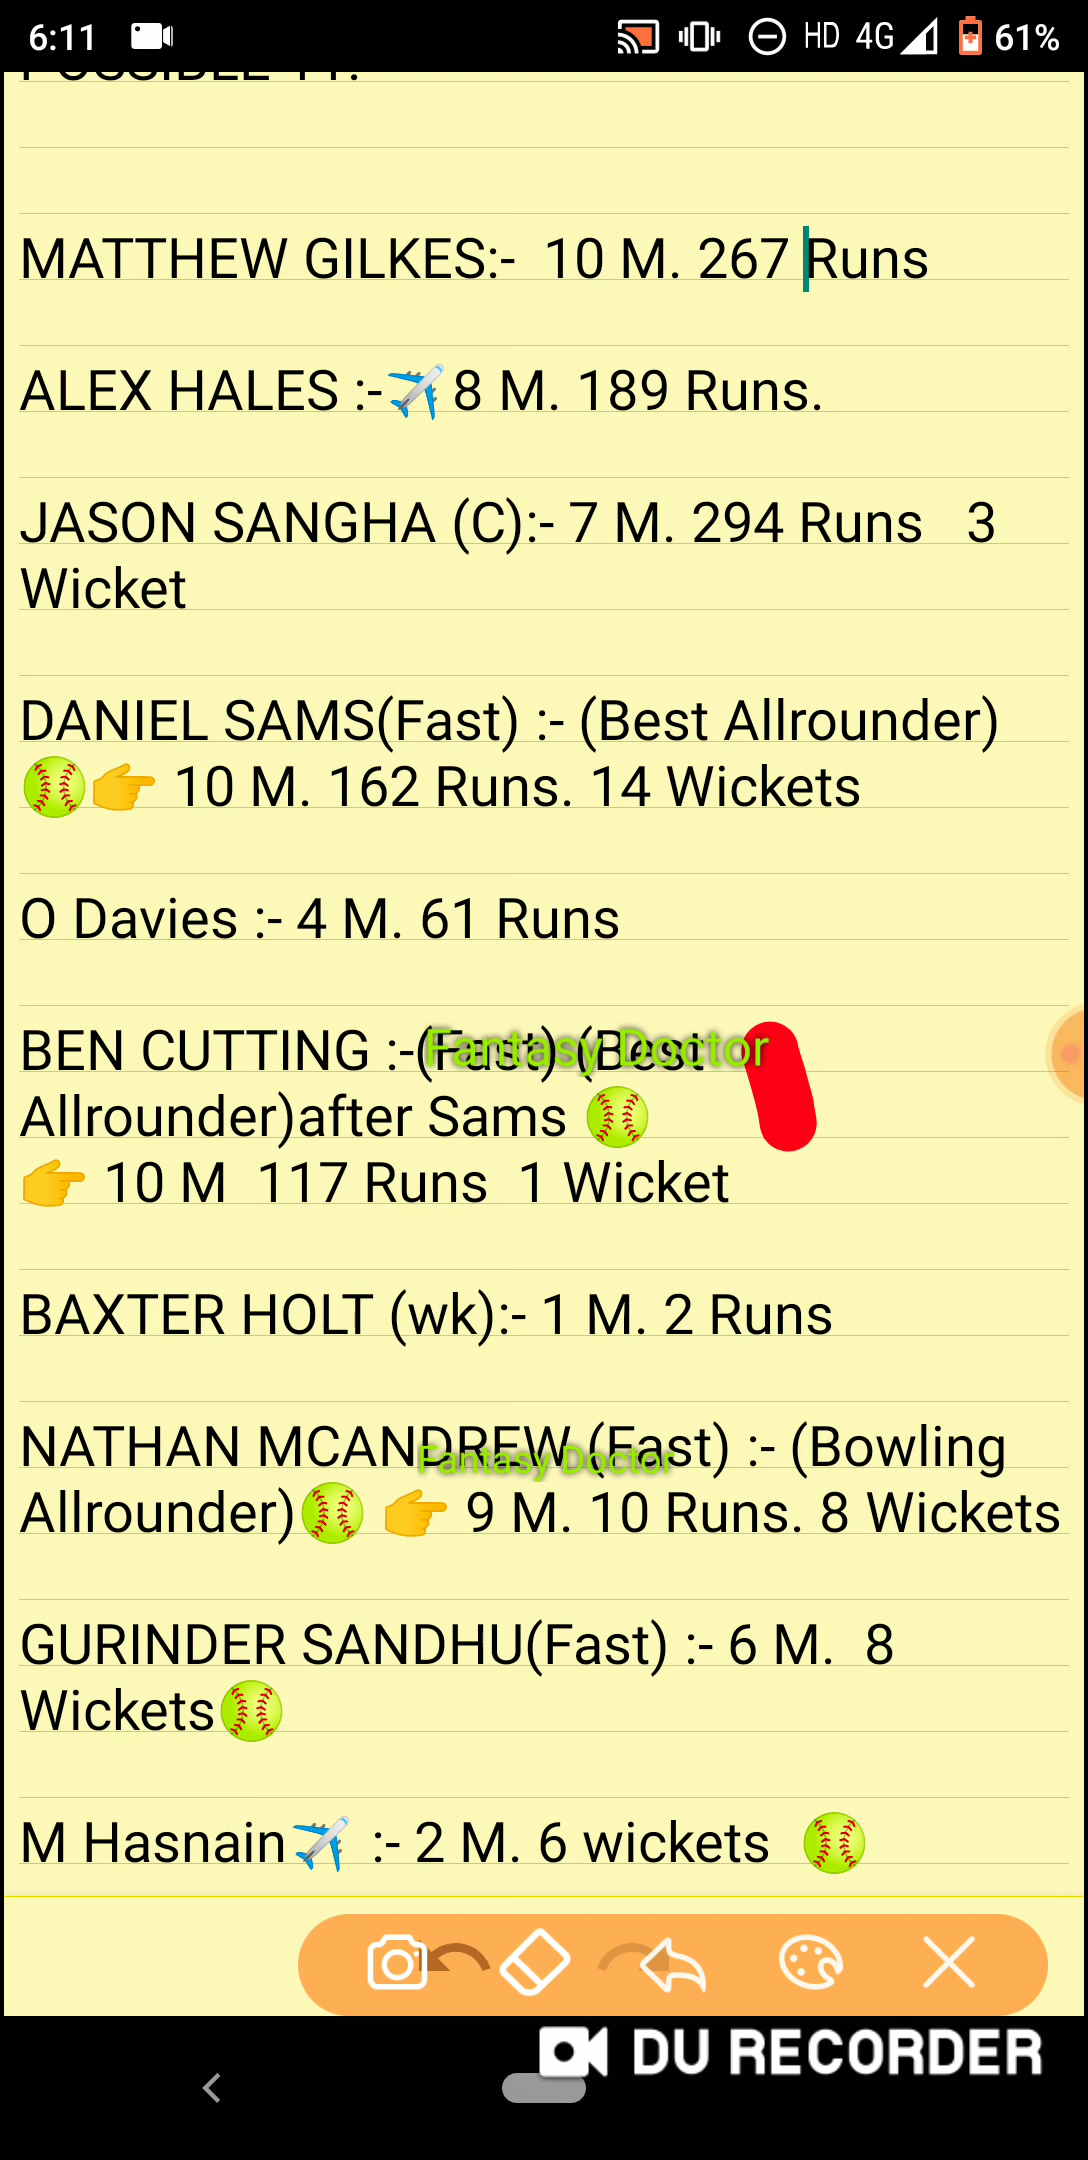 6:11 HD 4G 61%
POSSIBLE 11:
MATTHEW GILKES:- 10 M. 267 Runs
ALEX HALES :-✈️8 M. 189 Runs.
JASON SANGHA (C):- 7 M. 294 Runs 3
Wicket
DANIEL SAMS(Fast) :- (Best Allrounder)
🥎👉 10 M. 162 Runs. 14 Wickets
O Davies :- 4 M. 61 Runs
BEN CUTTING :-(Fast) (Best
Fantasy Doctor
Allrounder)after Sams 🥎
👉 10 M 117 Runs 1 Wicket
BAXTER HOLT (wk):- 1 M. 2 Runs
NATHAN MCANDREW (Fast) :- (Bowling
Fantasy Doctor
Allrounder)🥎 👉 9 M. 10 Runs. 8 Wickets
GURINDER SANDHU(Fast) :- 6 M. 8
Wickets🥎
M Hasnain✈️ :- 2 M. 6 wickets 🥎
DU RECORDER